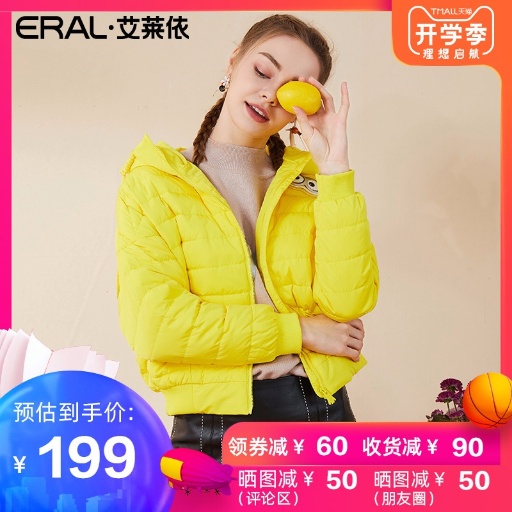 ERAL·艾莱依
TMALL天猫
开学季
理想启航
预估到手价:
¥ 199
领券减 ¥ 60 收货减 ¥ 90
晒图减 ¥ 50 晒图减 ¥ 50
(评论区) (朋友圈)